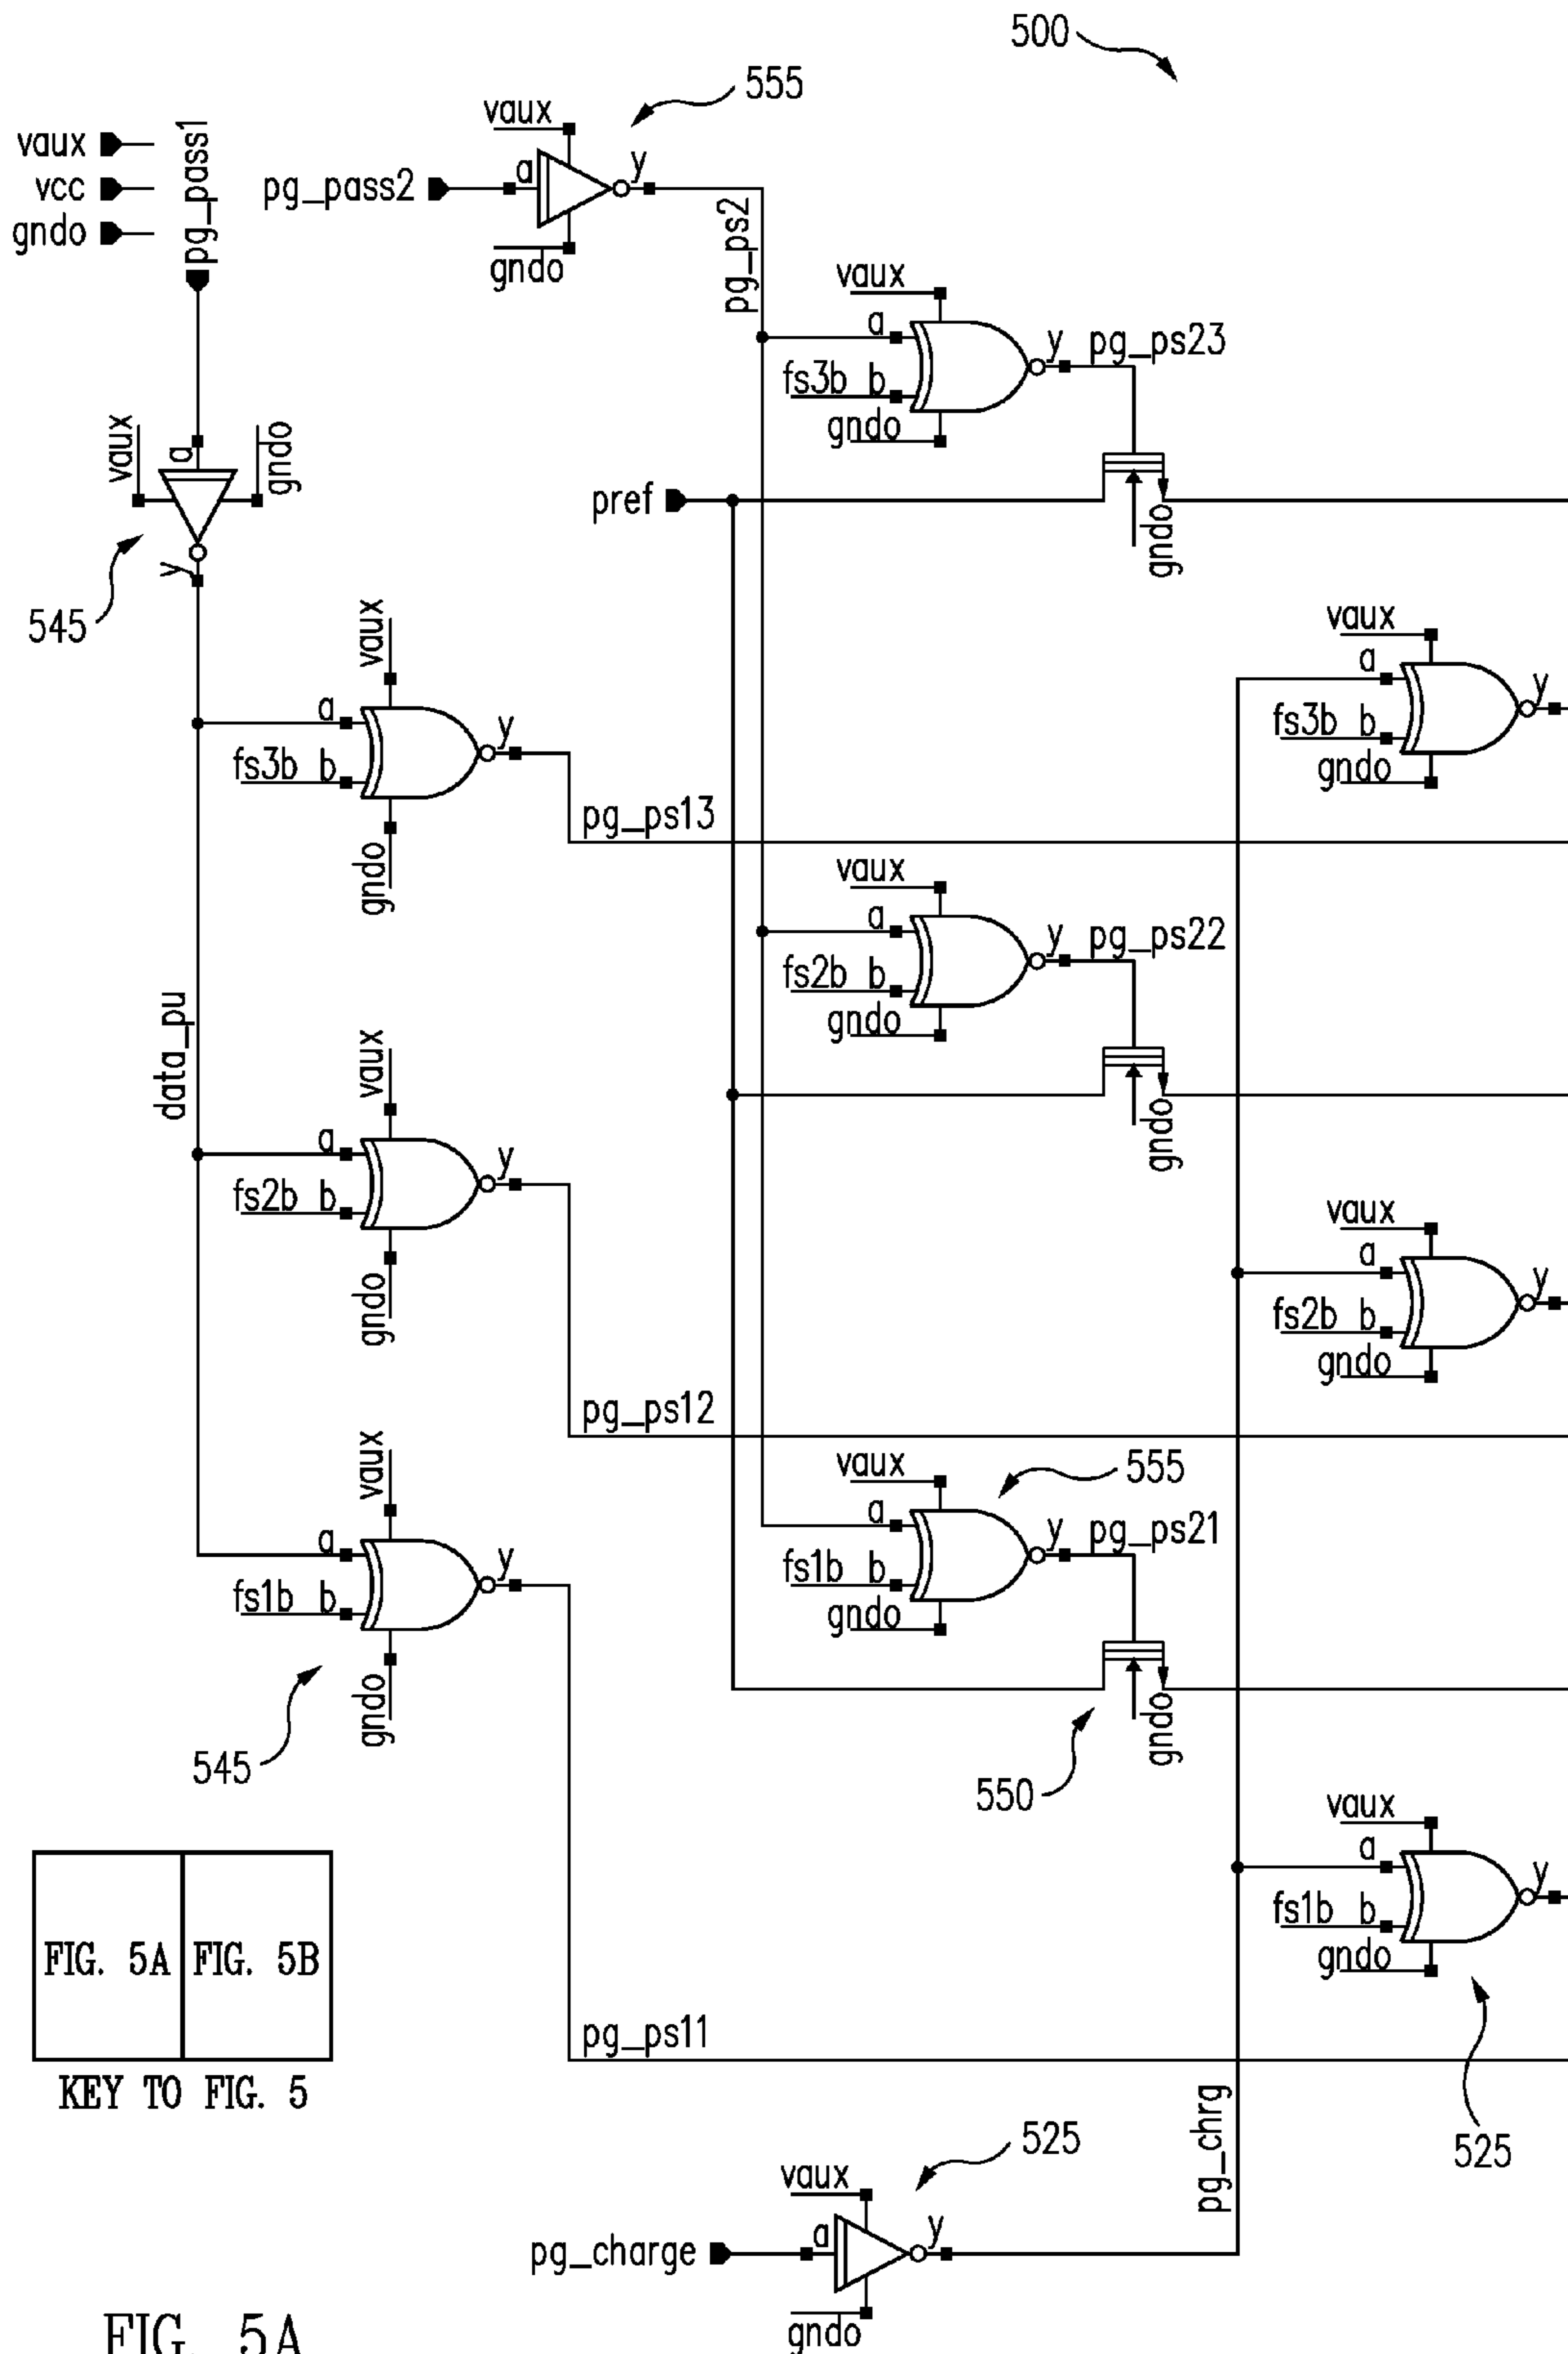 500
555
vaux
vcc
gndo
pg_pass1
pg_pass2
vaux
a
y
gndo
pg_ps2
vaux
a
fs3b b
gndo
y
pg_ps23
pref
gndo
vaux
a
gndo
y
545
vaux
a
fs3b b
gndo
y
pg_ps13
vaux
a
fs3b b
gndo
y
vaux
a
fs2b b
gndo
y
pg_ps22
gndo
data_pu
vaux
a
fs2b b
gndo
y
pg_ps12
vaux
a
fs2b b
gndo
y
vaux
a
fs1b b
gndo
y
pg_ps11
545
vaux
555
a
fs1b b
gndo
y
pg_ps21
gndo
550
vaux
a
fs1b b
gndo
y
525
FIG. 5A FIG. 5B
KEY TO FIG. 5
pg_chrg
525
pg_charge
vaux
a
y
gndo
FIG. 5A